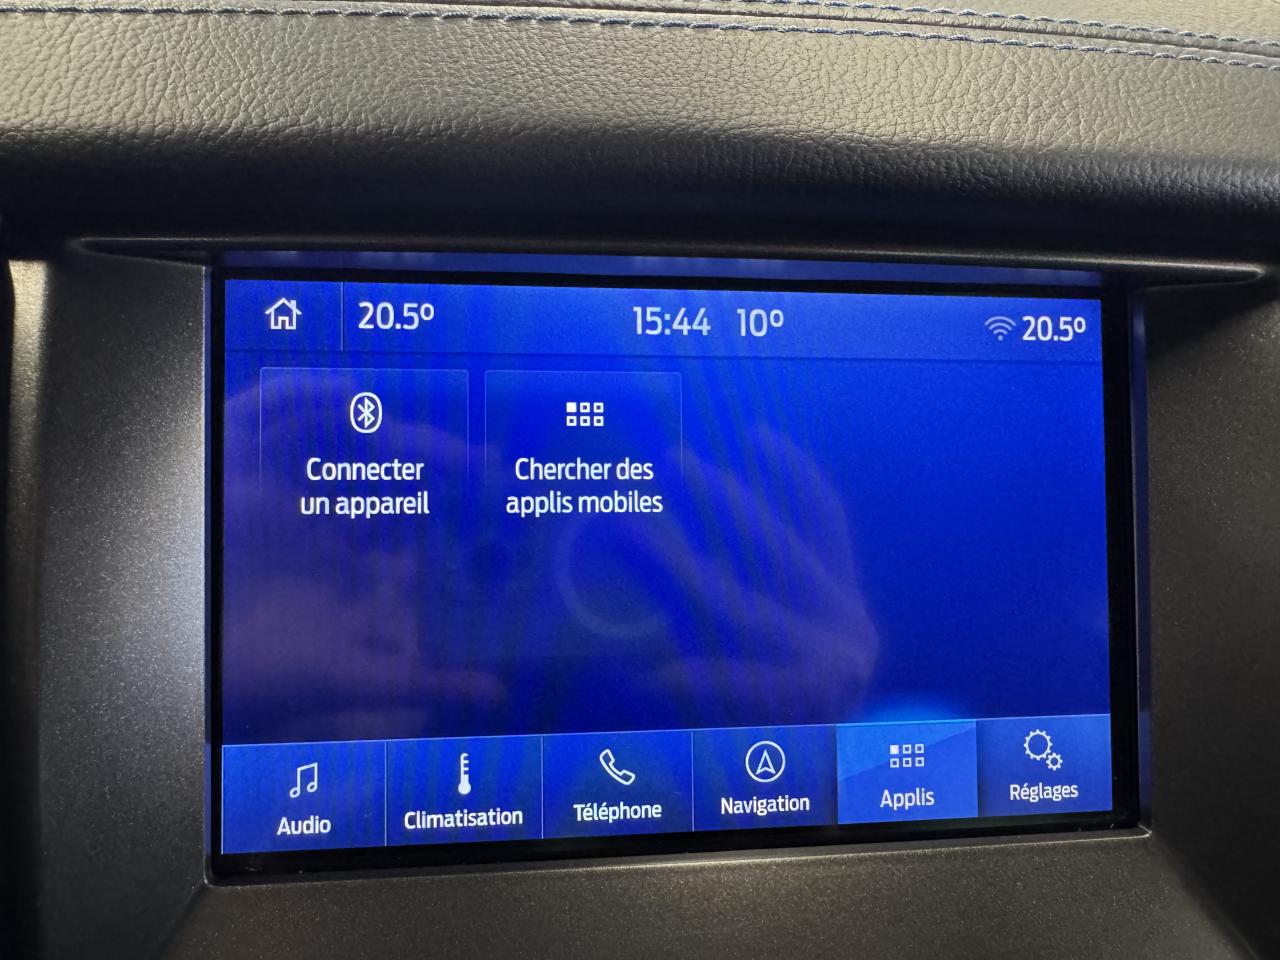 20.5º
15:44
10º
20.5º
Connecter
un appareil
Chercher des
applis mobiles
Audio
Climatisation
Téléphone
Navigation
Applis
Réglages